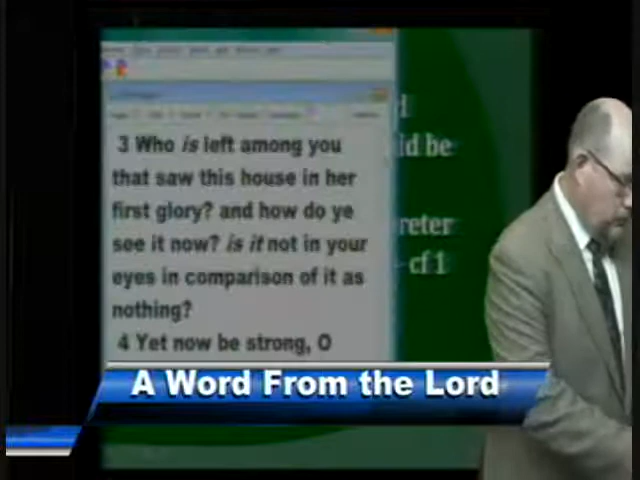 3 Who is left among you
that saw this house in her
first glory? and how do ye
see it now? is it not in your
eyes in comparison of it as
nothing?
4 Yet now be strong, O
ld be
reter
- cf 1
A Word From the Lord